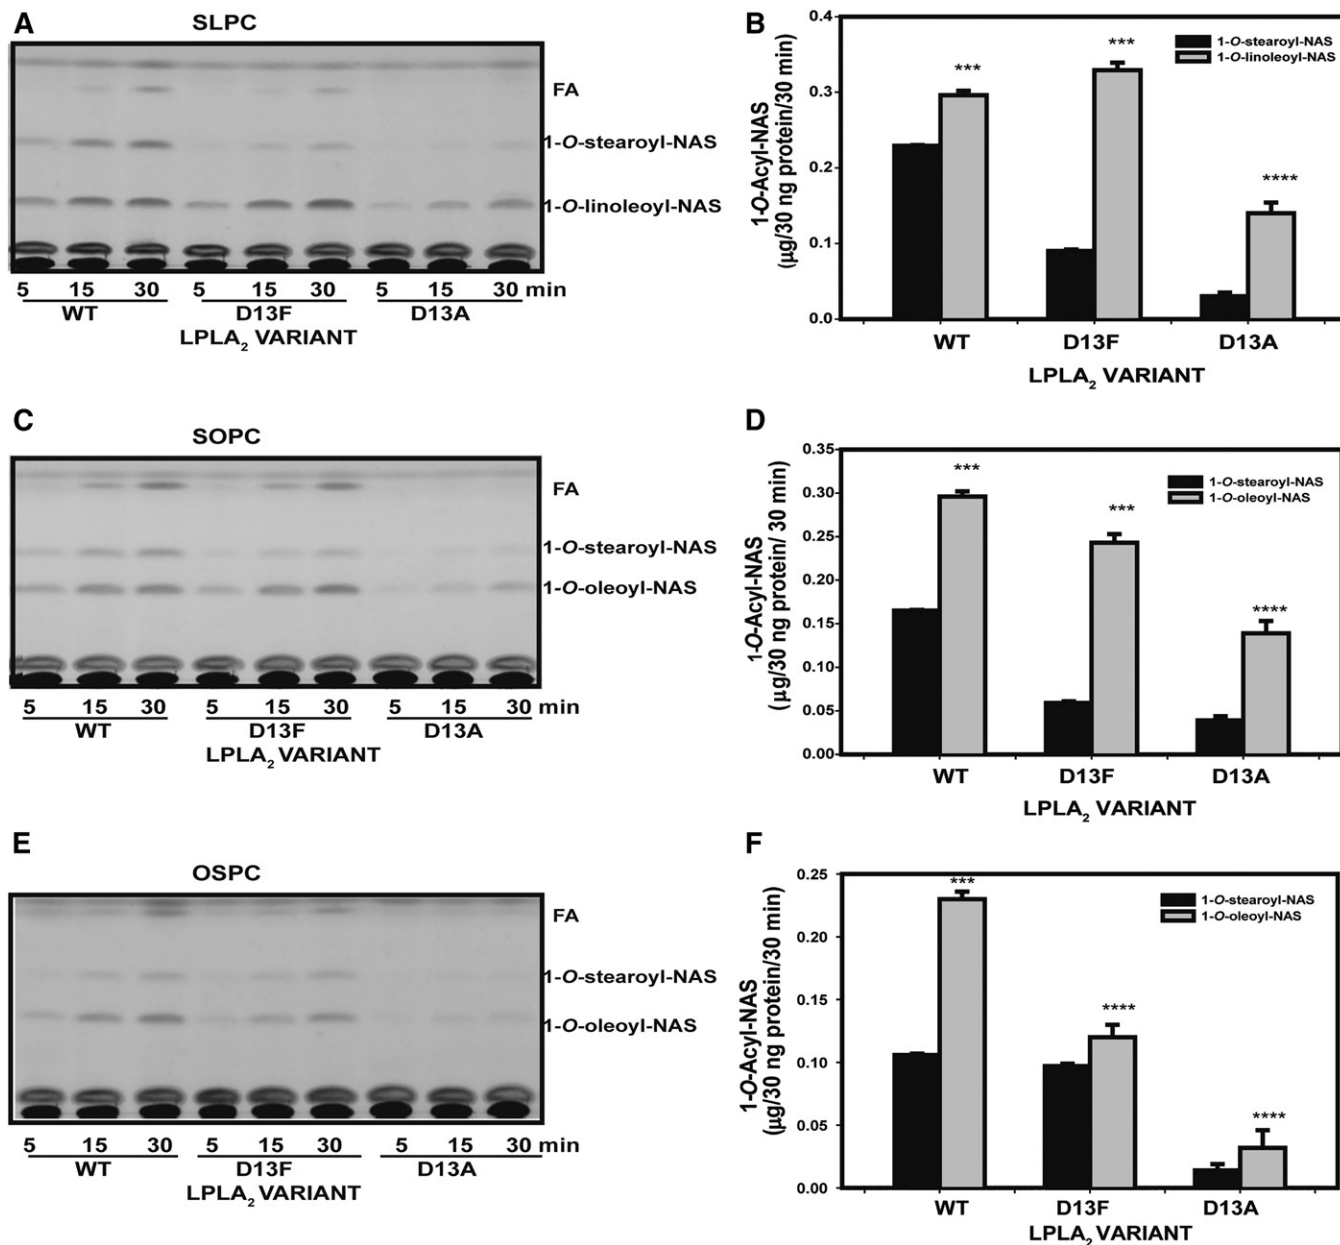 A
SLPC
FA
1-O-stearoyl-NAS
1-O-linoleoyl-NAS
5 15 30 5 15 30 5 15 30 min
WT D13F D13A
LPLA2 VARIANT
B
1-O-Acyl-NAS
(µg/30 ng protein/30 min)
0.4
0.3
0.2
0.1
0.0
1-O-stearoyl-NAS
1-O-linoleoyl-NAS
*** *** ****
WT D13F D13A
LPLA2 VARIANT
C
SOPC
FA
1-O-stearoyl-NAS
1-O-oleoyl-NAS
5 15 30 5 15 30 5 15 30 min
WT D13F D13A
LPLA2 VARIANT
D
1-O-Acyl-NAS
(µg/30 ng protein/ 30 min)
0.35
0.30
0.25
0.20
0.15
0.10
0.05
0.00
1-O-stearoyl-NAS
1-O-oleoyl-NAS
*** *** ****
WT D13F D13A
LPLA2 VARIANT
E
OSPC
FA
1-O-stearoyl-NAS
1-O-oleoyl-NAS
5 15 30 5 15 30 5 15 30 min
WT D13F D13A
LPLA2 VARIANT
F
1-O-Acyl-NAS
(µg/30 ng protein/30 min)
0.25
0.20
0.15
0.10
0.05
0.00
1-O-stearoyl-NAS
1-O-oleoyl-NAS
*** **** ****
WT D13F D13A
LPLA2 VARIANT